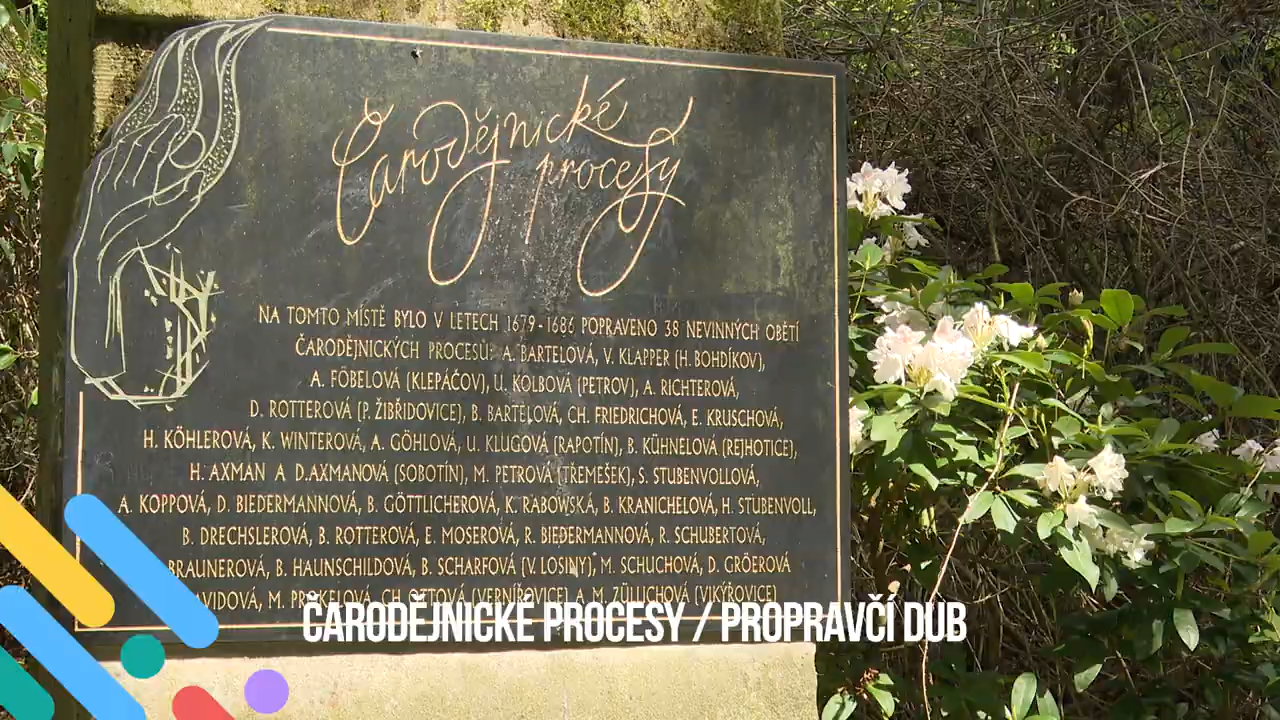 Čarodějnické
procesy
NA TOMTO MÍSTĚ BYLO V LETECH 1679-1686 POPRAVENO 38 NEVINNÝCH OBĚTÍ
ČARODĚJNICKÝCH PROCESŮ: A. BARTELOVÁ, V. KLAPPER (H. BOHDÍKOV),
A. FÖBELOVÁ (KLEPÁČOV), U. KOLBOVÁ (PETROV), A. RICHTEROVÁ,
D. ROTTEROVÁ (P. ŽIBŘIDOVICE), B. BARTELOVÁ, CH. FRIEDRICHOVÁ, E. KRUSCHOVÁ,
H. KÖHLEROVÁ, K. WINTEROVÁ, A. GÖHLOVÁ, U. KLUGOVÁ (RAPOTÍN), B. KÜHNELOVÁ (REJHOTICE),
H. AXMAN A D.AXMANOVÁ (SOBOTÍN), M. PETROVÁ (TŘEMEŠEK), S. STUBENVOLLOVÁ,
A. KOPPOVÁ, D. BIEDERMANNOVÁ, B. GÖTTLICHEROVÁ, K. RABOWSKÁ, B. KRANICHELOVÁ, H. STUBENVOLL,
B. DRECHSLEROVÁ, B. ROTTEROVÁ, E. MOSEROVÁ, R. BIEDERMANNOVÁ, R. SCHUBERTOVÁ,
BRAUNEROVÁ, B. HAUNSCHILDOVÁ, B. SCHARFOVÁ (V. LOSINY), M. SCHUCHOVÁ, D. GRÖEROVÁ
CH. OTTOVÁ (VERNÍŘOVICE) A M. ZÜLLICHOVÁ (VIKÝŘOVICE)
ČARODĚJNICKÉ PROCESY / PROPRAVČÍ DUB